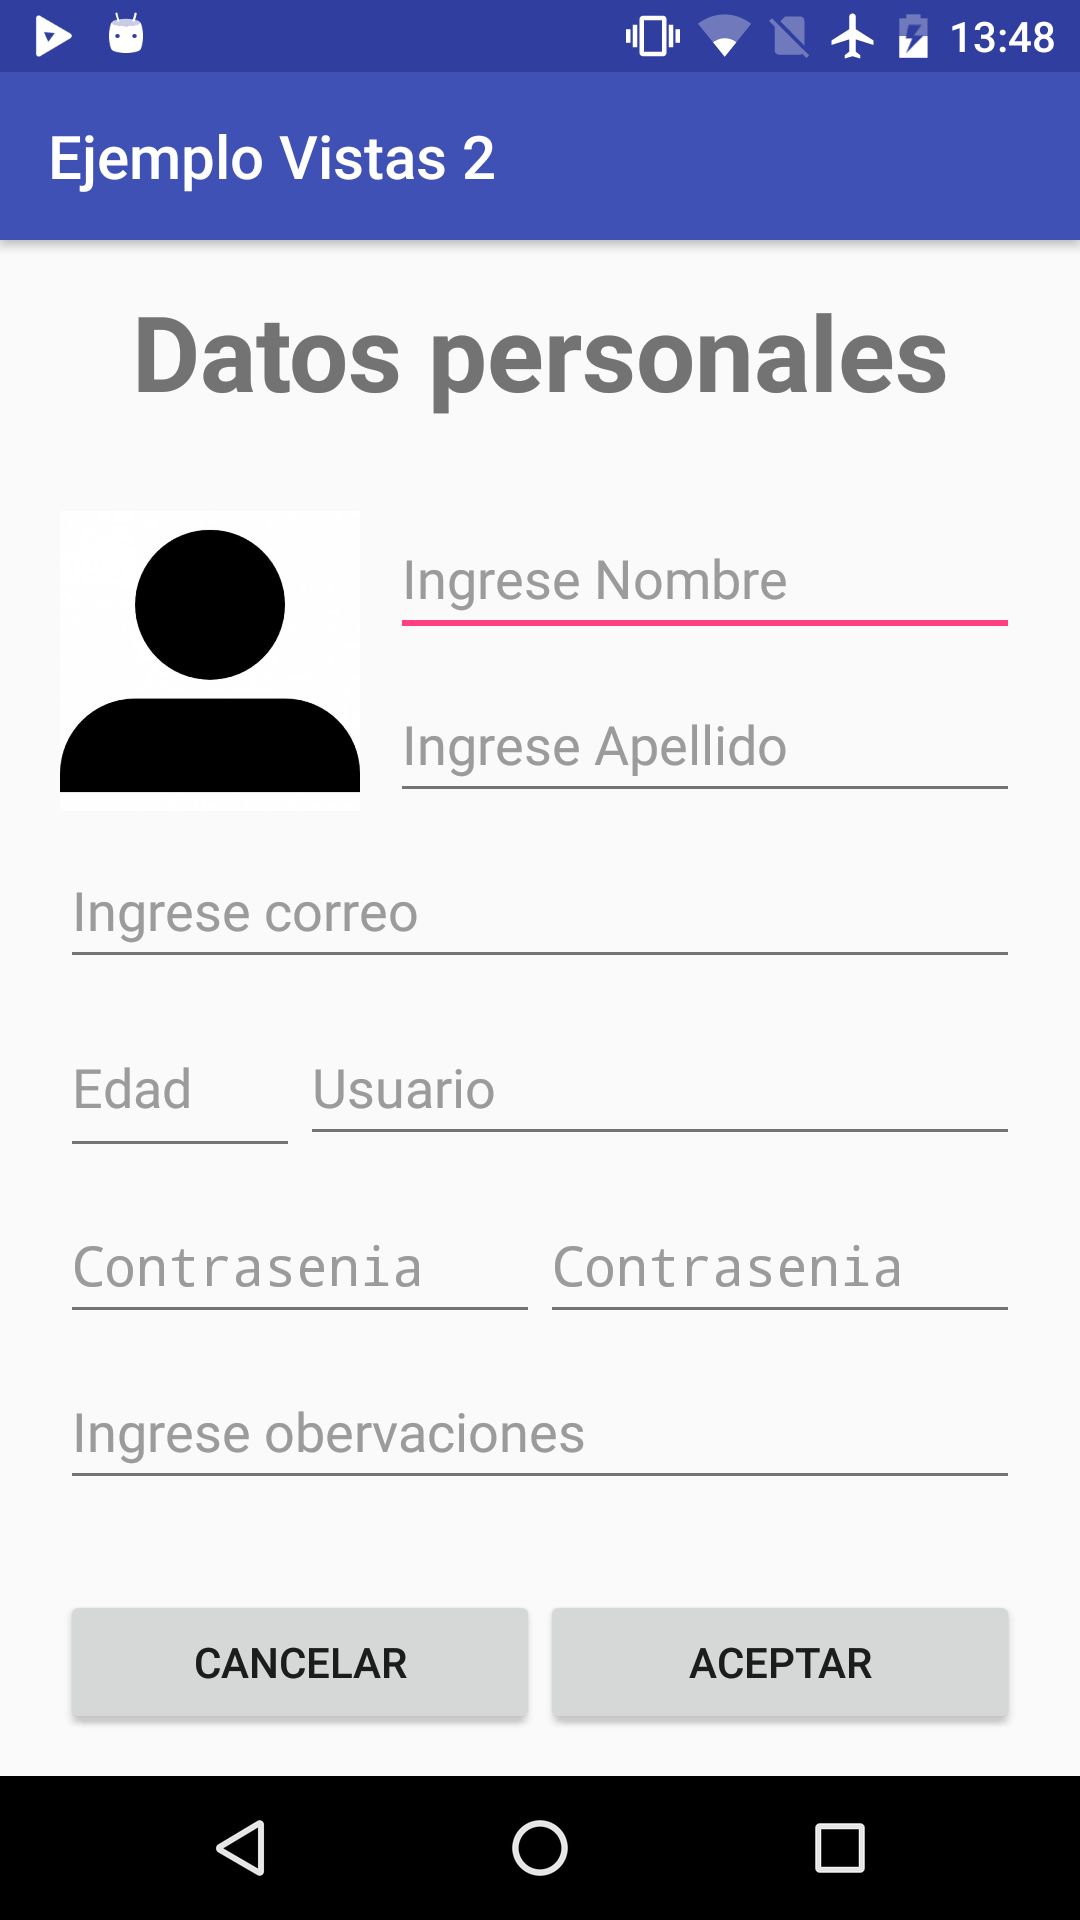 13:48
Ejemplo Vistas 2
Datos personales
Ingrese Nombre
Ingrese Apellido
Ingrese correo
Edad
Usuario
Contrasenia
Contrasenia
Ingrese obervaciones
CANCELAR
ACEPTAR